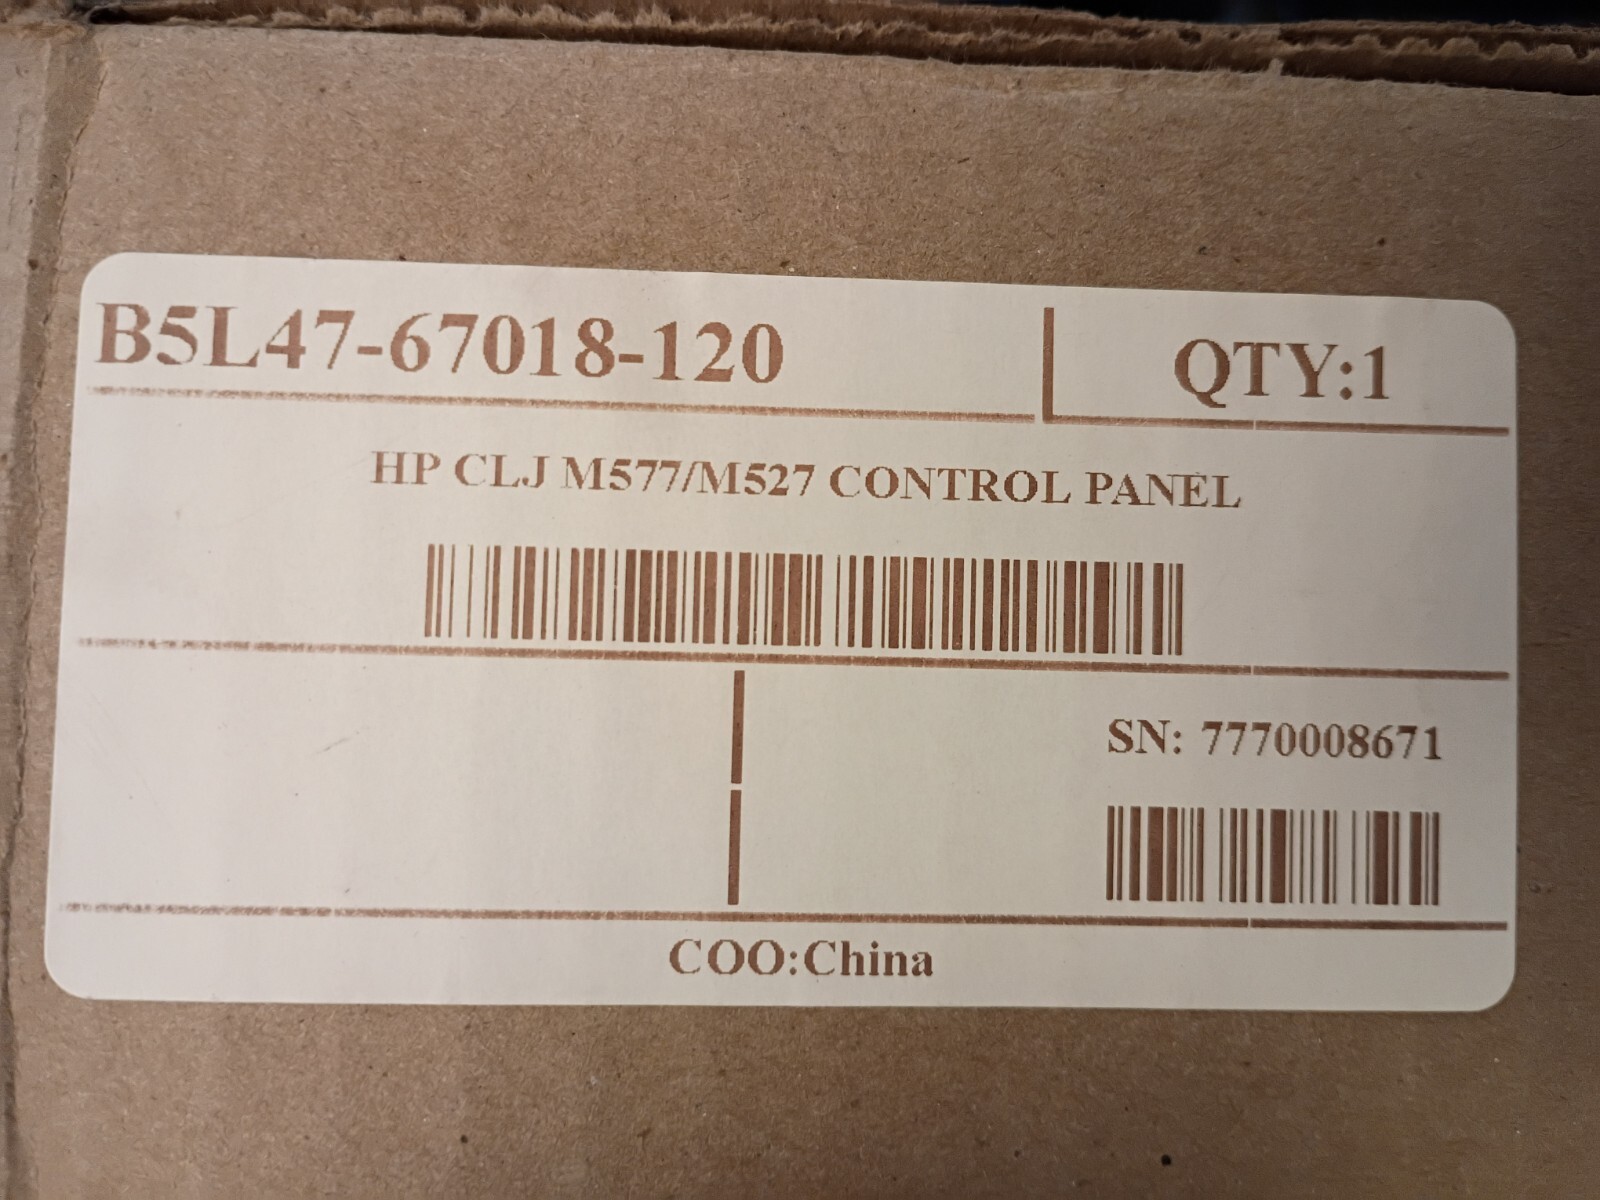 B5L47-67018-120
QTY:1
HP CLJ M577/M527 CONTROL PANEL
SN: 7770008671
COO:China